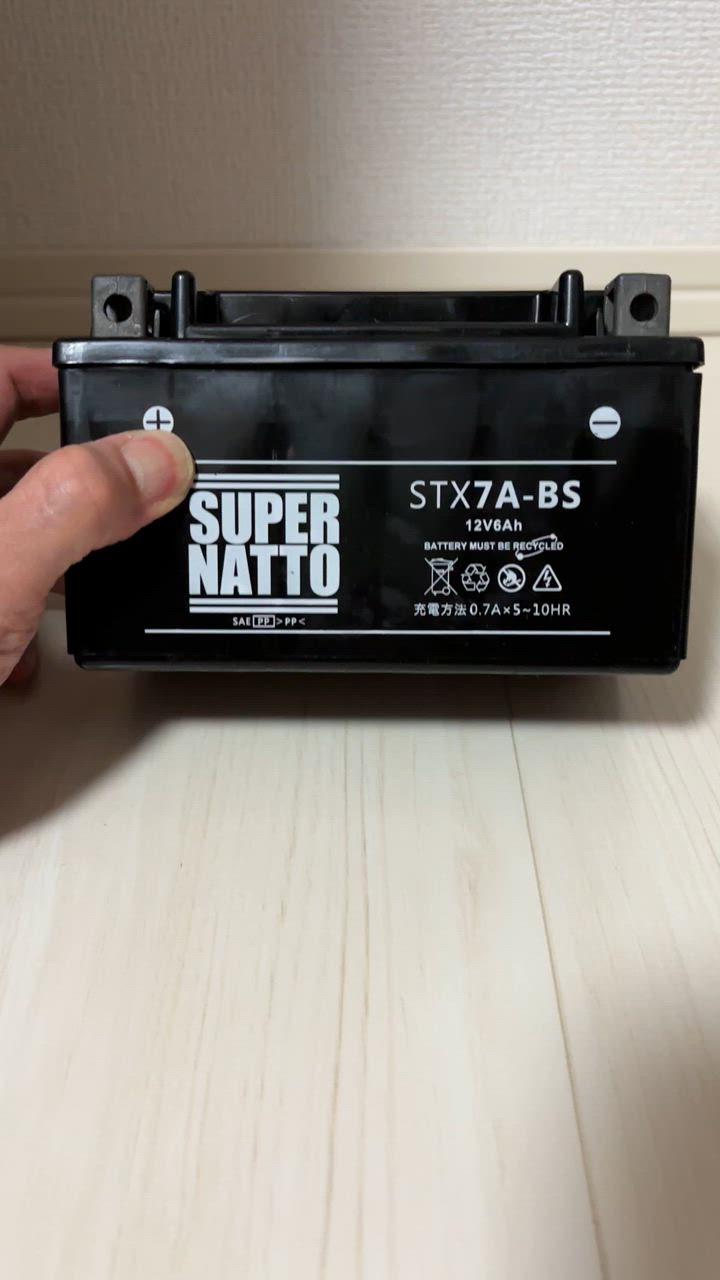 SUPER
NATTO
SAE PP >PP<
STX7A-BS
12V6Ah
BATTERY MUST BE RECYCLED
充電方法0.7A×5~10HR